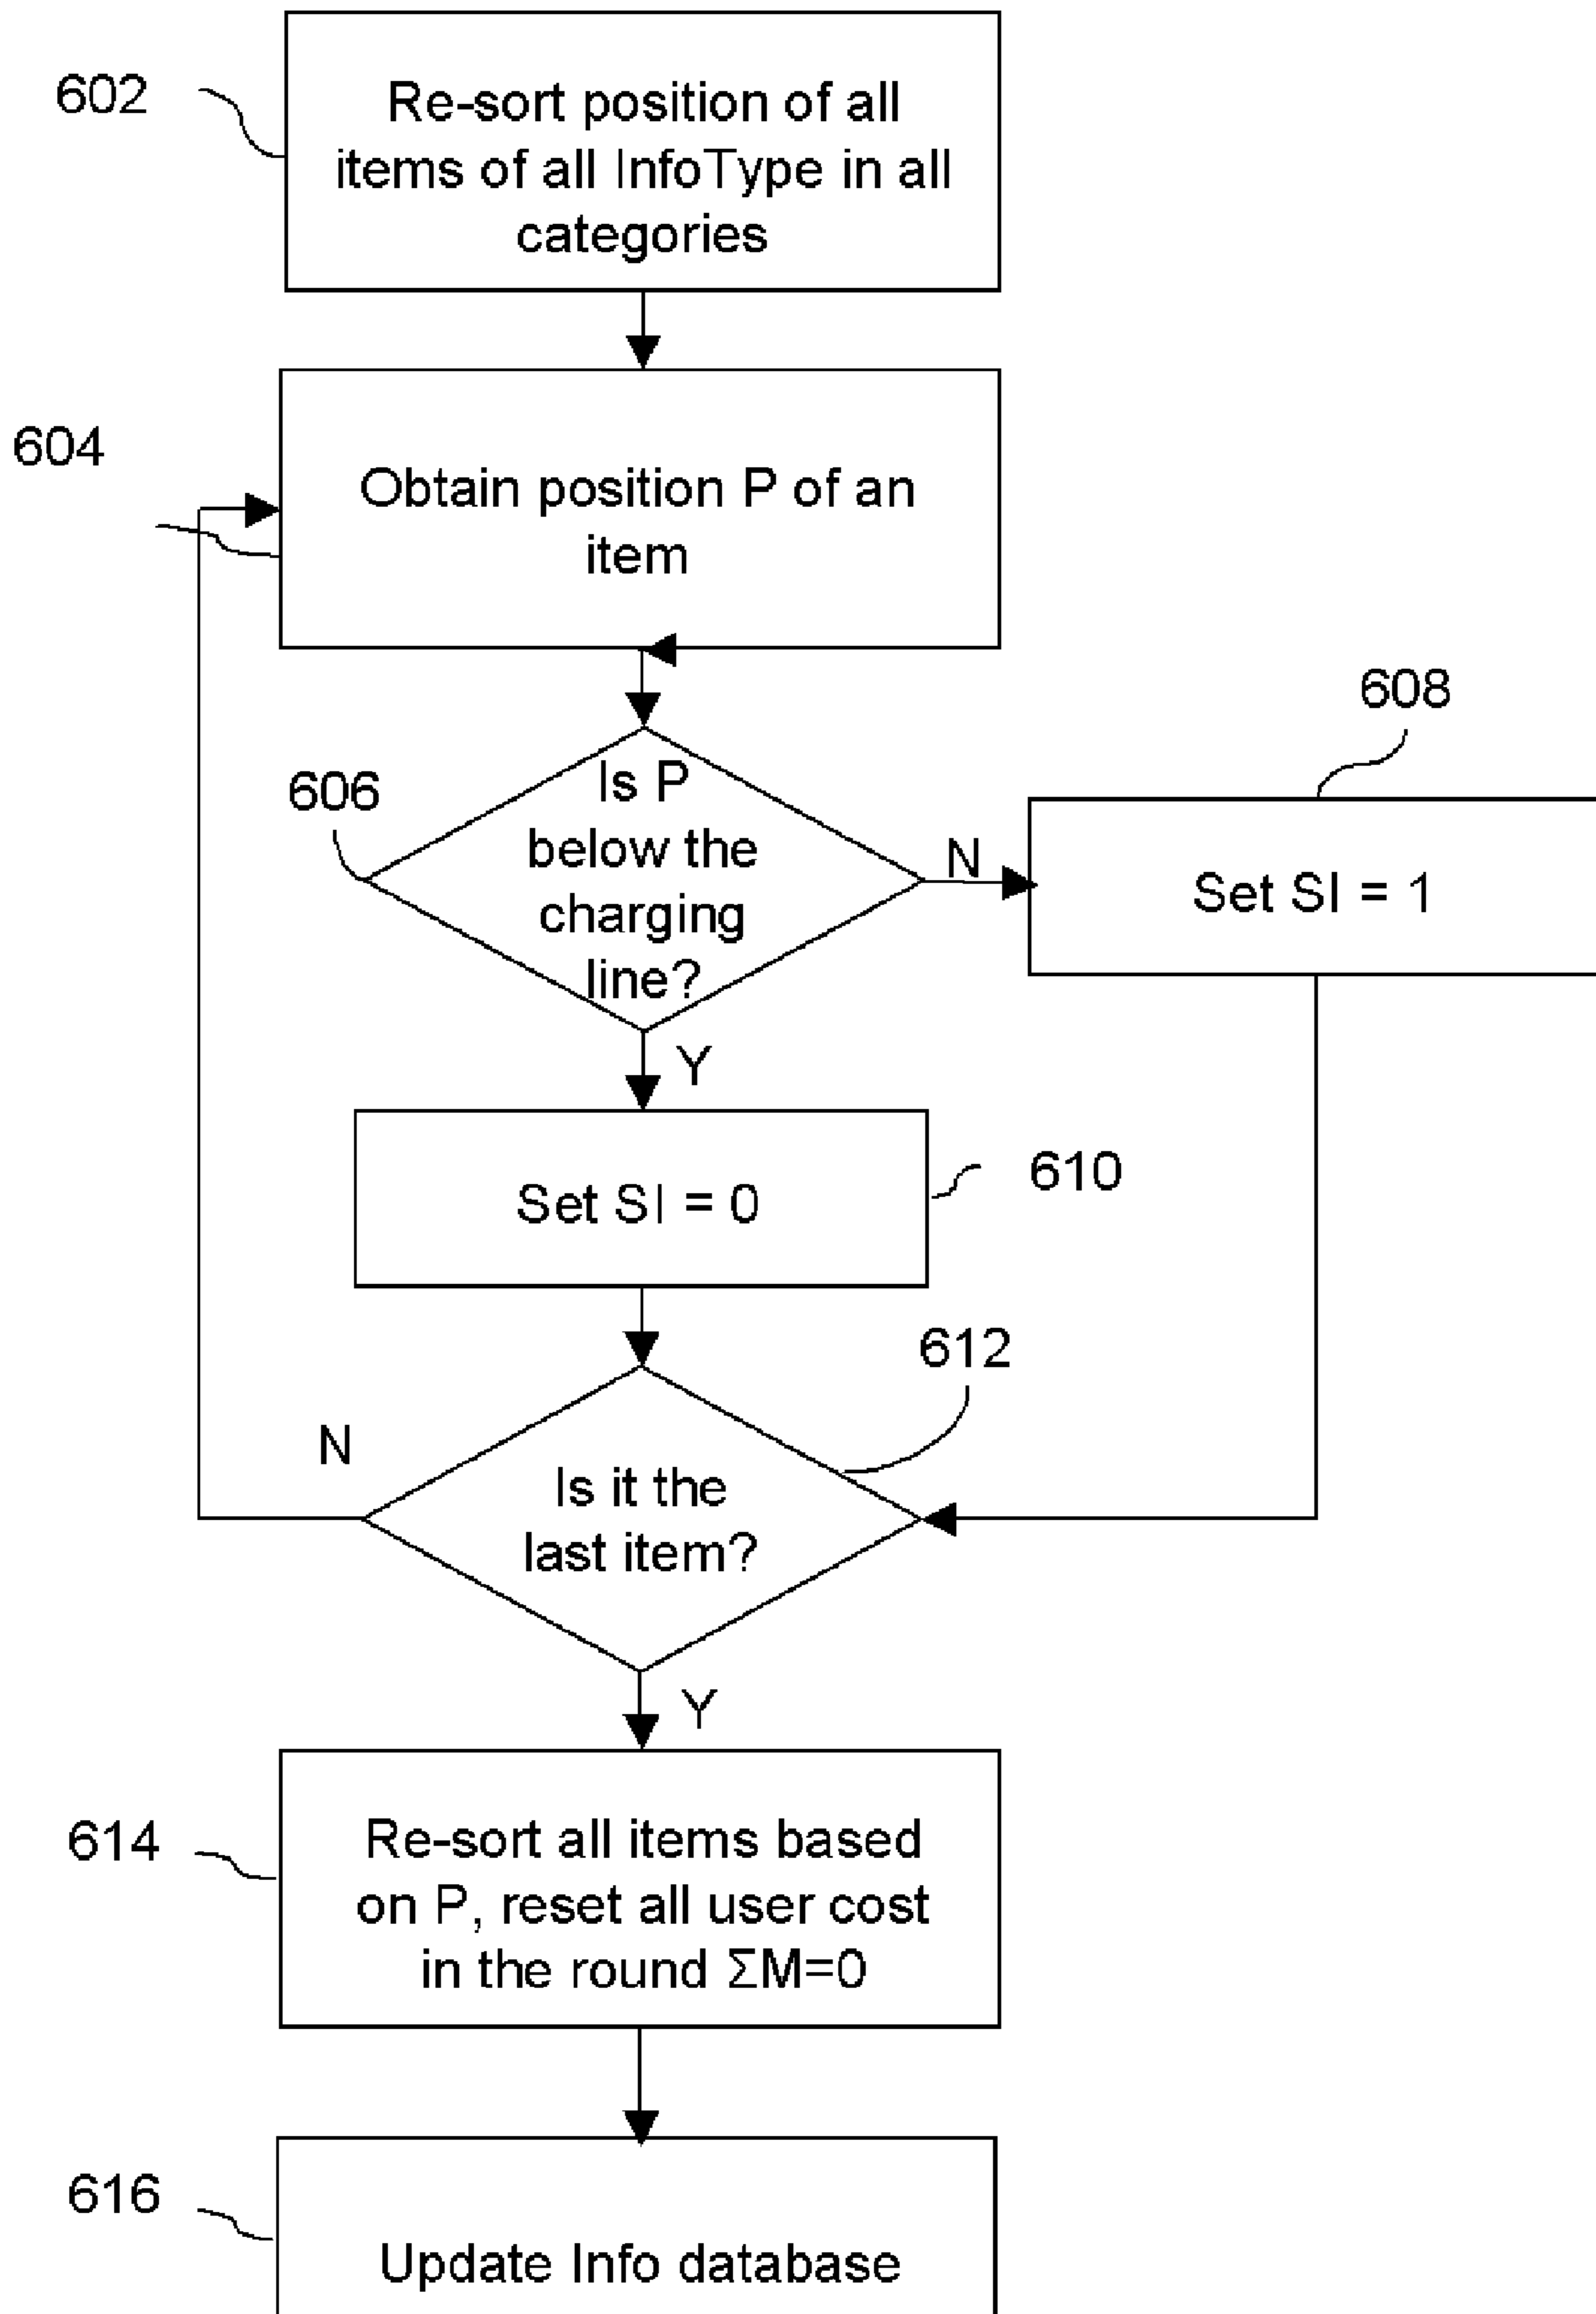 602
Re-sort position of all
items of all InfoType in all
categories
604
Obtain position P of an
item
606
Is P
below the
charging
line?
N
608
Set SI = 1
Y
Set SI = 0
610
612
N
Is it the
last item?
Y
614
Re-sort all items based
on P, reset all user cost
in the round ΣM=0
616
Update Info database